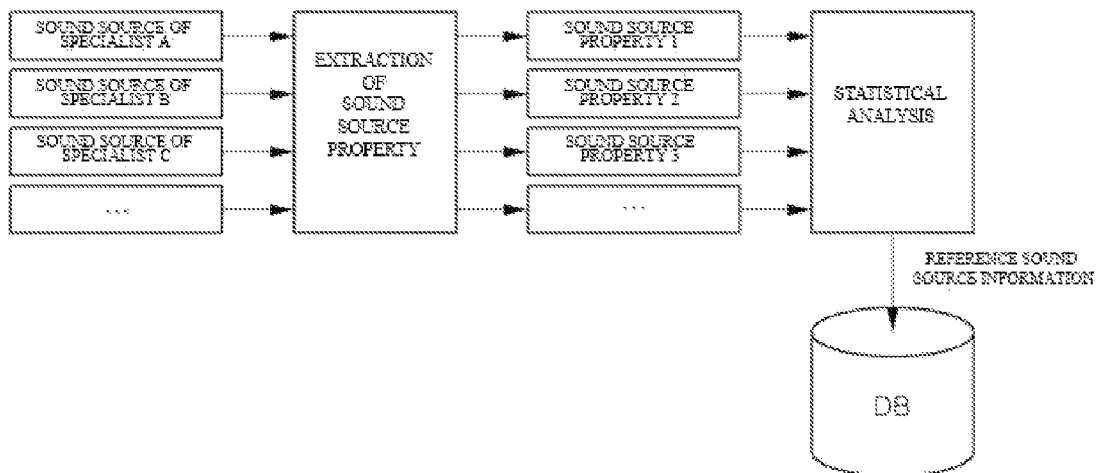 SOUND SOURCE OF
SPECIALIST A
SOUND SOURCE OF
SPECIALIST B
SOUND SOURCE OF
SPECIALIST C
...
EXTRACTION
OF
SOUND
SOURCE
PROPERTY
SOUND SOURCE
PROPERTY 1
SOUND SOURCE
PROPERTY 2
SOUND SOURCE
PROPERTY 3
...
STATISTICAL
ANALYSIS
REFERENCE SOUND
SOURCE INFORMATION
DB